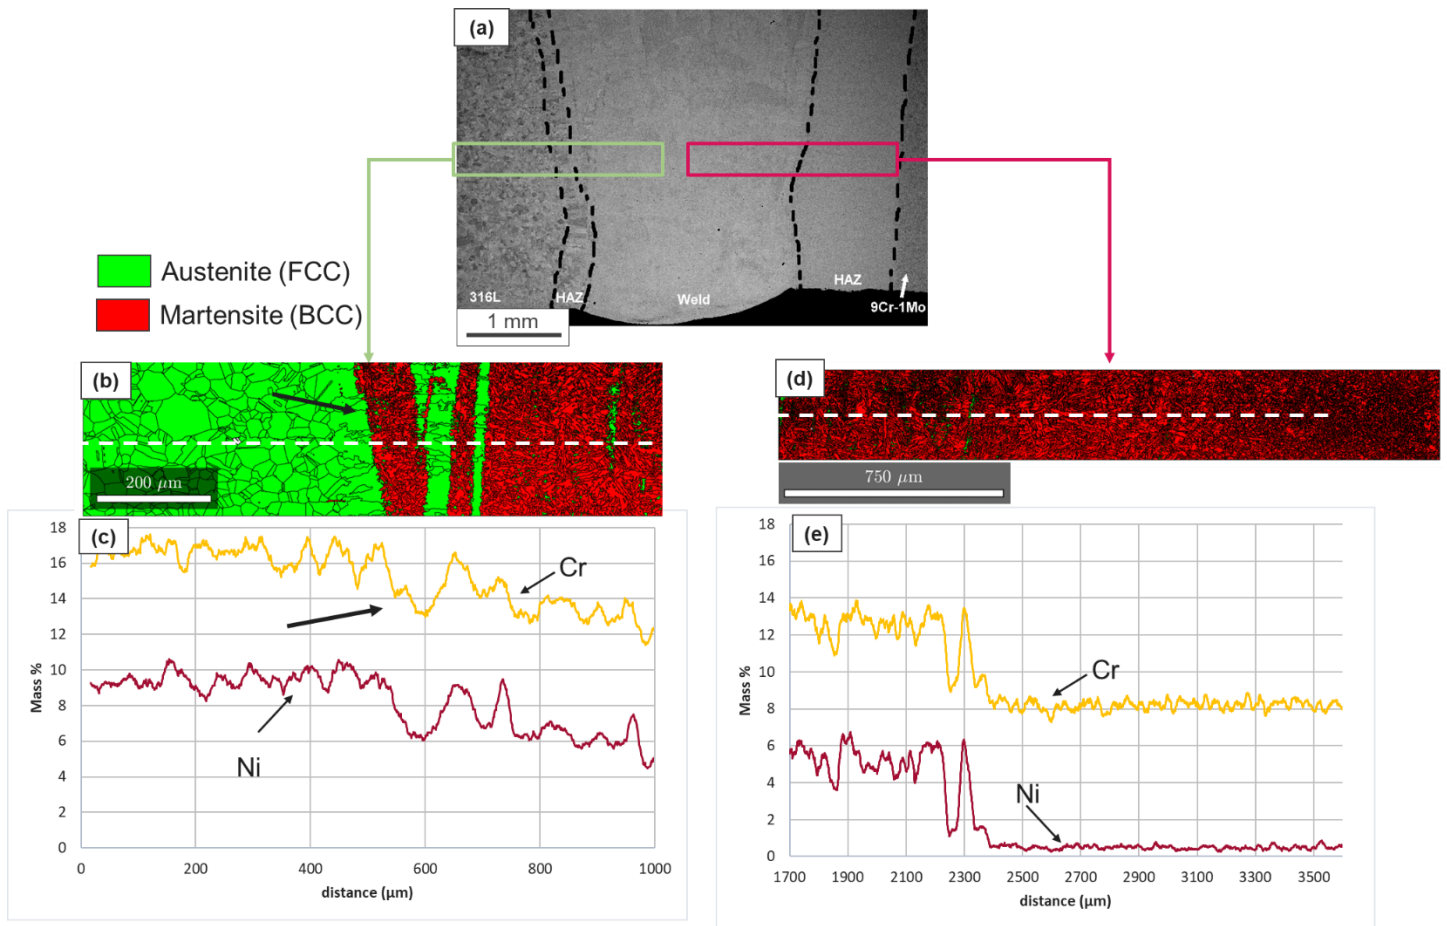 (a)
Austenite (FCC)
Martensite (BCC)
316L
HAZ
Weld
HAZ
9Cr-1Mo
1 mm
(b)
200 μm
(d)
750 μm
(c)
18
16
14
12
10
8
6
4
2
0
Mass %
Cr
Ni
0 200 400 600 800 1000
distance (μm)
(e)
18
16
14
12
10
8
6
4
2
0
Mass %
Cr
Ni
1700 1900 2100 2300 2500 2700 2900 3100 3300 3500
distance (μm)